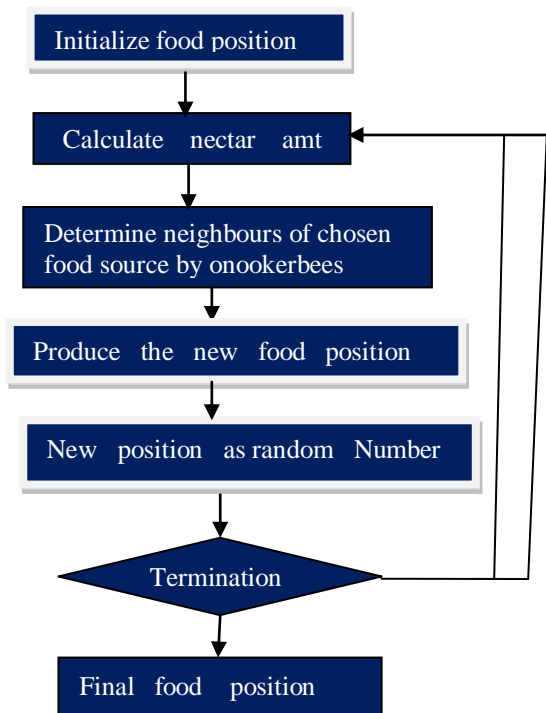 Initialize food position
Calculate nectar amt
Determine neighbours of chosen
food source by onookerbees
Produce the new food position
New position as random Number
Termination
Final food position